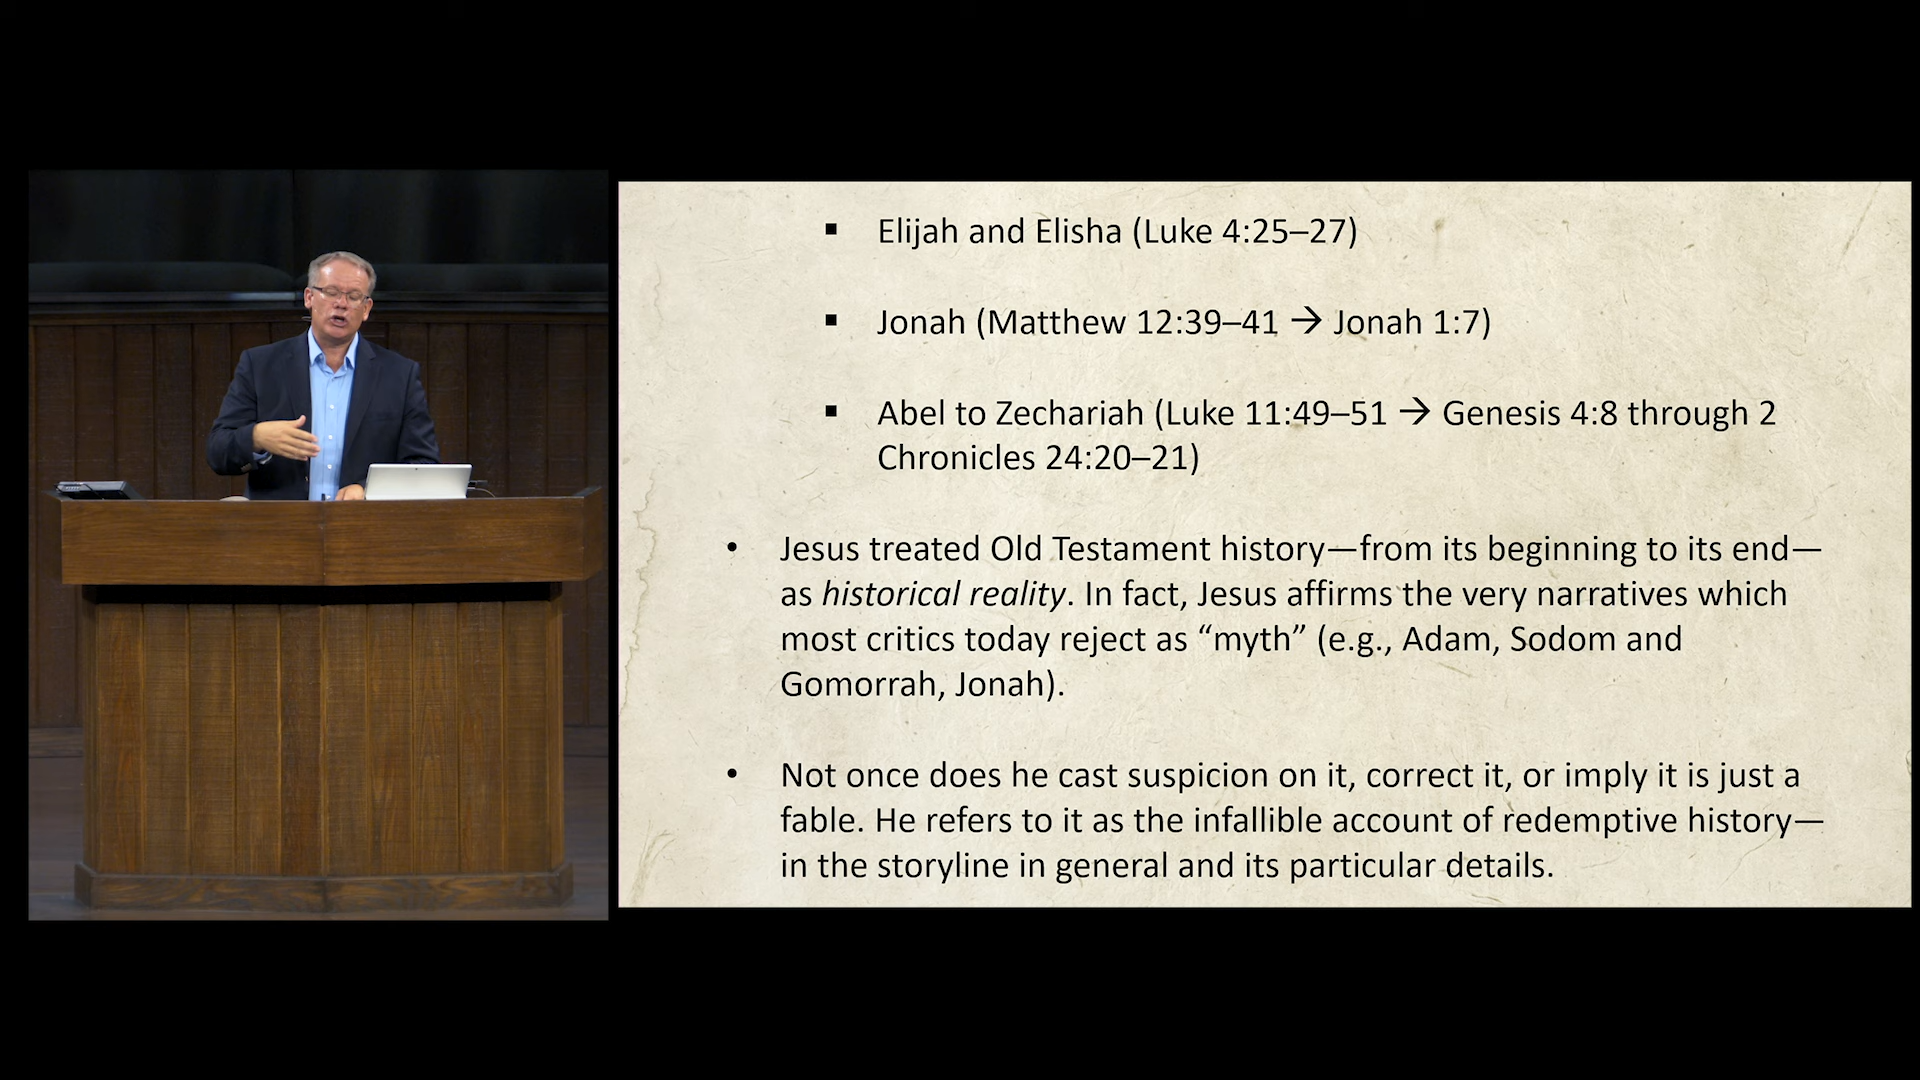 ▪ Elijah and Elisha (Luke 4:25–27)
▪ Jonah (Matthew 12:39–41 → Jonah 1:7)
▪ Abel to Zechariah (Luke 11:49–51 → Genesis 4:8 through 2
Chronicles 24:20–21)
• Jesus treated Old Testament history—from its beginning to its end—
as historical reality. In fact, Jesus affirms the very narratives which
most critics today reject as “myth” (e.g., Adam, Sodom and
Gomorrah, Jonah).
• Not once does he cast suspicion on it, correct it, or imply it is just a
fable. He refers to it as the infallible account of redemptive history—
in the storyline in general and its particular details.